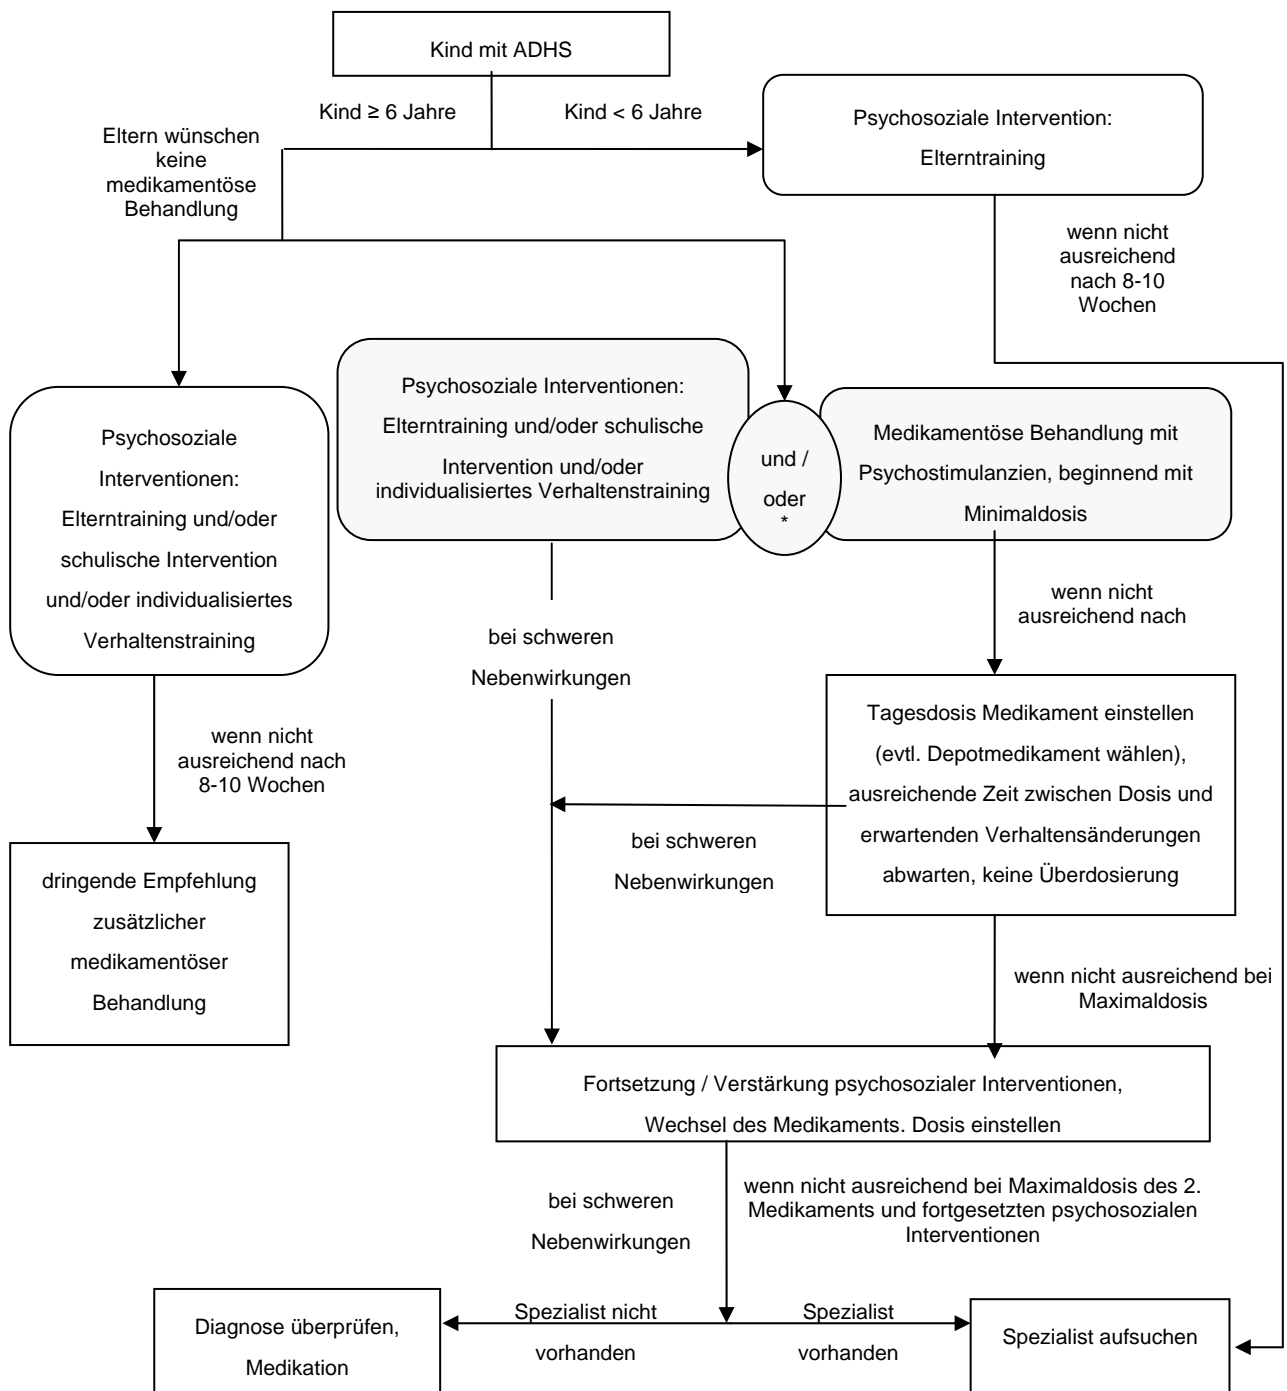 Kind mit ADHS
Kind ≥ 6 Jahre
Kind < 6 Jahre
Psychosoziale Intervention:
Elterntraining
Eltern wünschen
keine
medikamentöse
Behandlung
wenn nicht
ausreichend
nach 8-10
Wochen
Psychosoziale
Interventionen:
Elterntraining und/oder
schulische Intervention
und/oder individualisiertes
Verhaltenstraining
Psychosoziale Interventionen:
Elterntraining und/oder schulische
Intervention und/oder
individualisiertes Verhaltenstraining
und /
oder
*
Medikamentöse Behandlung mit
Psychostimulanzien, beginnend mit
Minimaldosis
wenn nicht
ausreichend nach
bei schweren
Nebenwirkungen
wenn nicht
ausreichend nach
8-10 Wochen
Tagesdosis Medikament einstellen
(evtl. Depotmedikament wählen),
ausreichende Zeit zwischen Dosis und
erwartenden Verhaltensänderungen
abwarten, keine Überdosierung
bei schweren
Nebenwirkungen
dringende Empfehlung
zusätzlicher
medikamentöser
Behandlung
wenn nicht ausreichend bei
Maximaldosis
Fortsetzung / Verstärkung psychosozialer Interventionen,
Wechsel des Medikaments. Dosis einstellen
bei schweren
Nebenwirkungen
wenn nicht ausreichend bei Maximaldosis des 2.
Medikaments und fortgesetzten psychosozialen
Interventionen
Diagnose überprüfen,
Medikation
Spezialist nicht
vorhanden
Spezialist
vorhanden
Spezialist aufsuchen